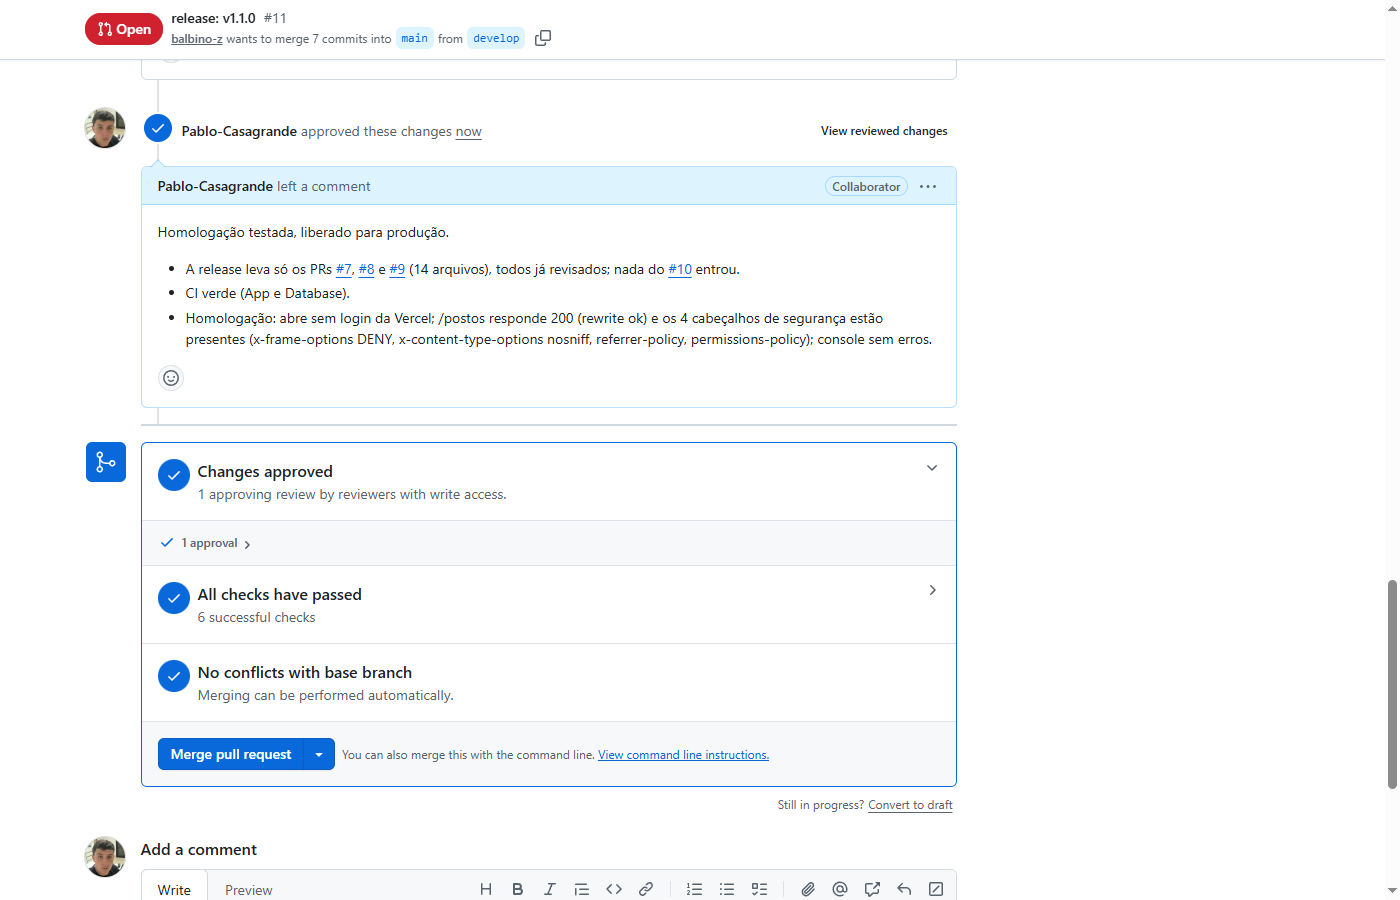 Open
release: v1.1.0 #11
balbino-z wants to merge 7 commits into main from develop
Pablo-Casagrande approved these changes now
View reviewed changes
Pablo-Casagrande left a comment
Collaborator
Homologação testada, liberado para produção.
A release leva só os PRs #7, #8 e #9 (14 arquivos), todos já revisados; nada do #10 entrou.
CI verde (App e Database).
Homologação: abre sem login da Vercel; /postos responde 200 (rewrite ok) e os 4 cabeçalhos de segurança estão
presentes (x-frame-options DENY, x-content-type-options nosniff, referrer-policy, permissions-policy); console sem erros.
Changes approved
1 approving review by reviewers with write access.
1 approval
All checks have passed
6 successful checks
No conflicts with base branch
Merging can be performed automatically.
Merge pull request
You can also merge this with the command line. View command line instructions.
Still in progress? Convert to draft
Add a comment
Write
Preview